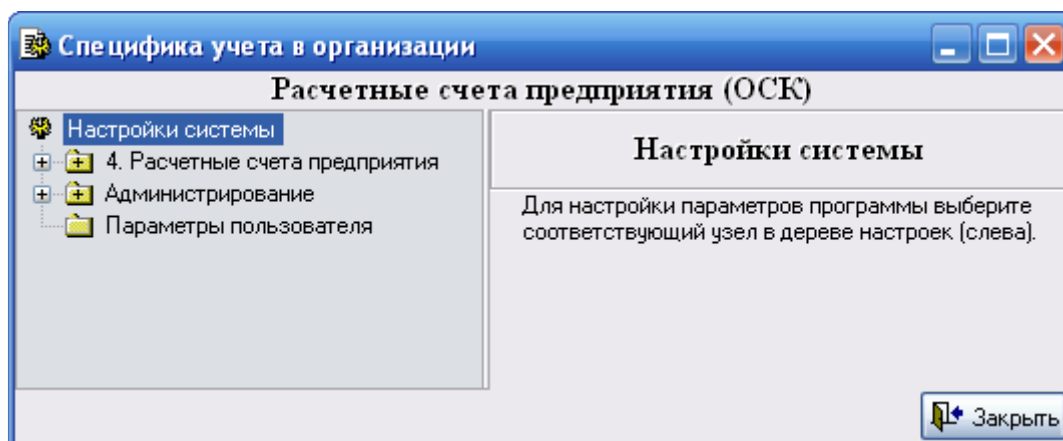 Специфика учета в организации
Расчетные счета предприятия (ОСК)
Настройки системы
4. Расчетные счета предприятия
Администрирование
Параметры пользователя
Настройки системы
Для настройки параметров программы выберите
соответствующий узел в дереве настроек (слева).
Закрыть